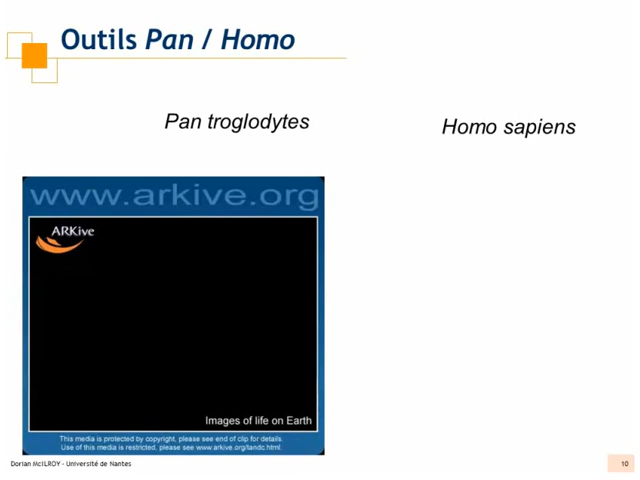 Outils Pan / Homo
Pan troglodytes
Homo sapiens
www.arkive.org
ARKive
Images of life on Earth
This media is protected by copyright, please see end of clip for details.
Use of this media is restricted, please see www.arkive.org/tandc.html.
Dorian McILROY - Université de Nantes
10